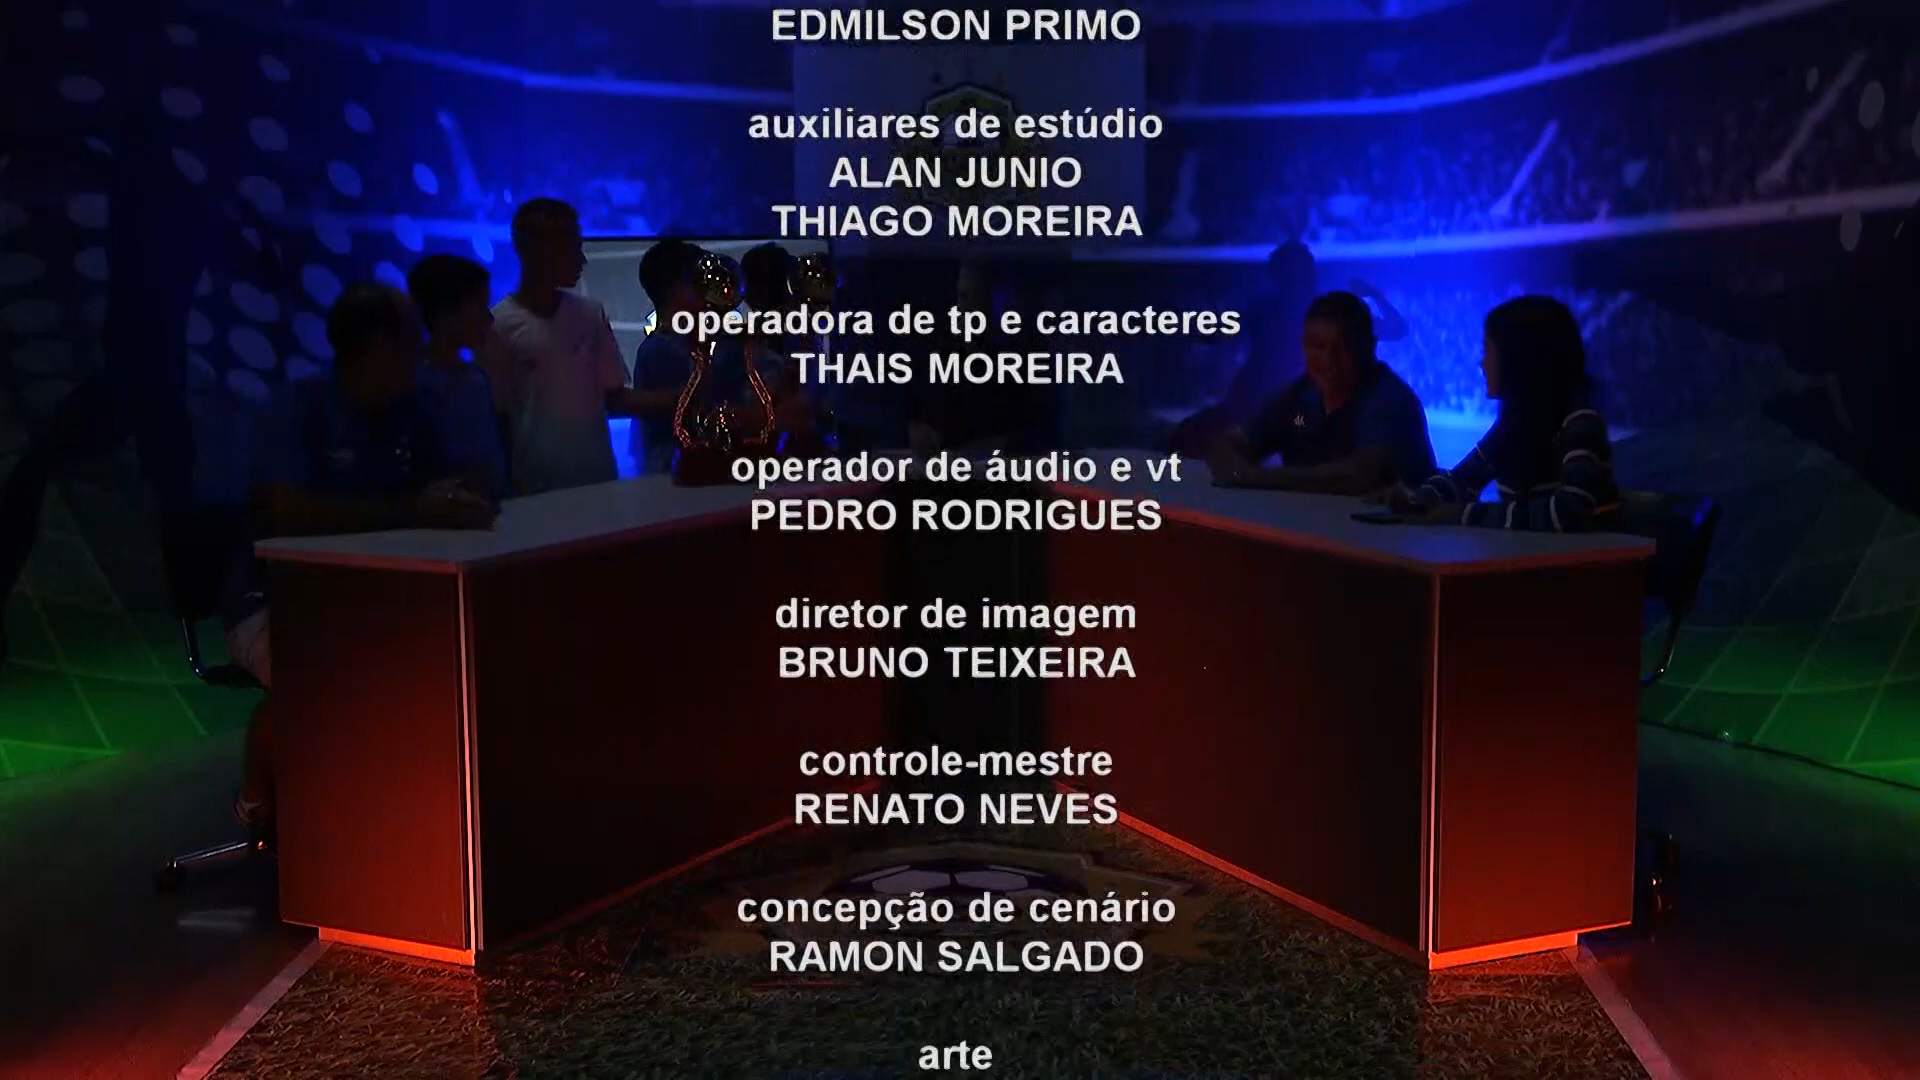 EDMILSON PRIMO
auxiliares de estúdio
ALAN JUNIO
THIAGO MOREIRA
operadora de tp e caracteres
THAIS MOREIRA
operador de áudio e vt
PEDRO RODRIGUES
diretor de imagem
BRUNO TEIXEIRA
controle-mestre
RENATO NEVES
concepção de cenário
RAMON SALGADO
arte